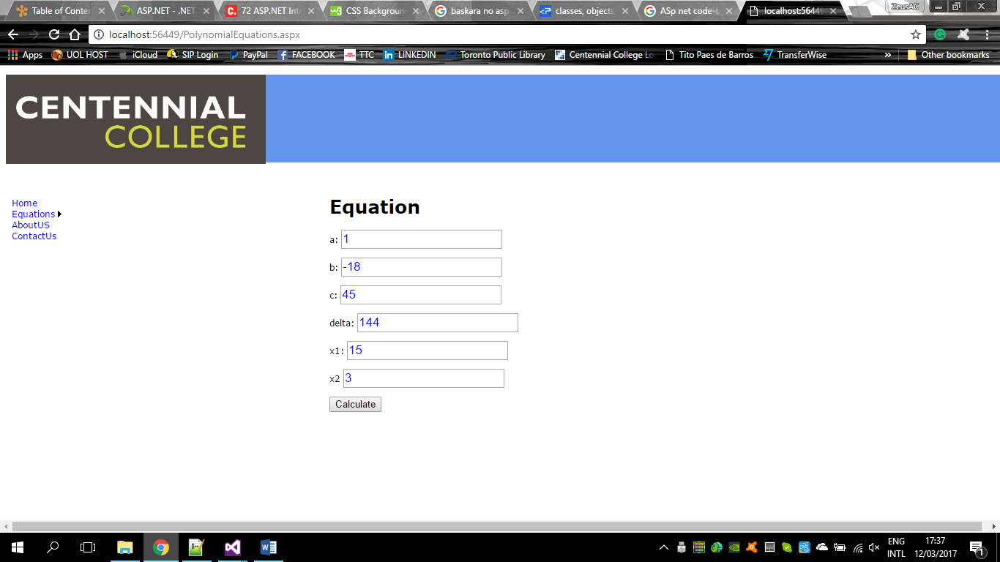 Table of Conten
ASP.NET - .NET
72 ASP.NET Int
CSS Backgroun
baskara no asp
classes, objects
ASp net code-b
localhost:5644
ZeusAC
localhost:56449/PolynomialEquations.aspx
Apps UOL HOST iCloud SIP Login PayPal FACEBOOK TTC LINKEDIN Toronto Public Library Centennial College Lo Tito Paes de Barros TransferWise » Other bookmarks
CENTENNIAL
COLLEGE
Home
Equations
AboutUS
ContactUs
Equation
a: 1
b: -18
c: 45
delta: 144
x1: 15
x2 3
Calculate
ENG
INTL
17:37
12/03/2017
1